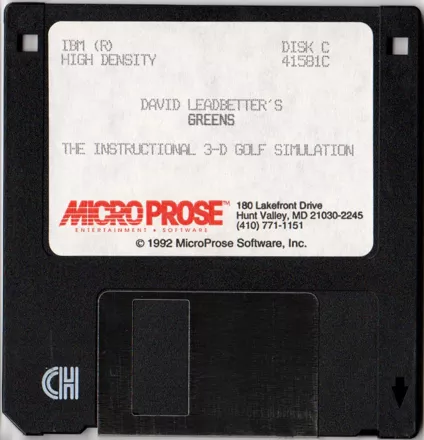 IBM (R) DISK C
HIGH DENSITY 41581C
DAVID LEADBETTER'S
GREENS
THE INSTRUCTIONAL 3-D GOLF SIMULATION
MICROPROSE™ 180 Lakefront Drive
ENTERTAINMENT • SOFTWARE Hunt Valley, MD 21030-2245
(410) 771-1151
© 1992 MicroProse Software, Inc.
CH